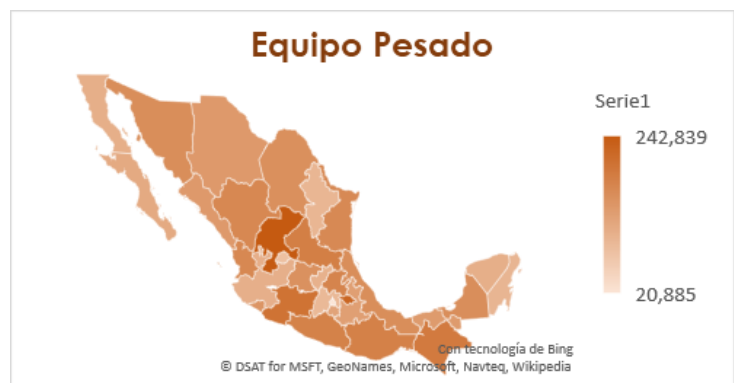 Equipo Pesado
Serie1
242,839
20,885
Con tecnología de Bing
© DSAT for MSFT, GeoNames, Microsoft, Navteq, Wikipedia